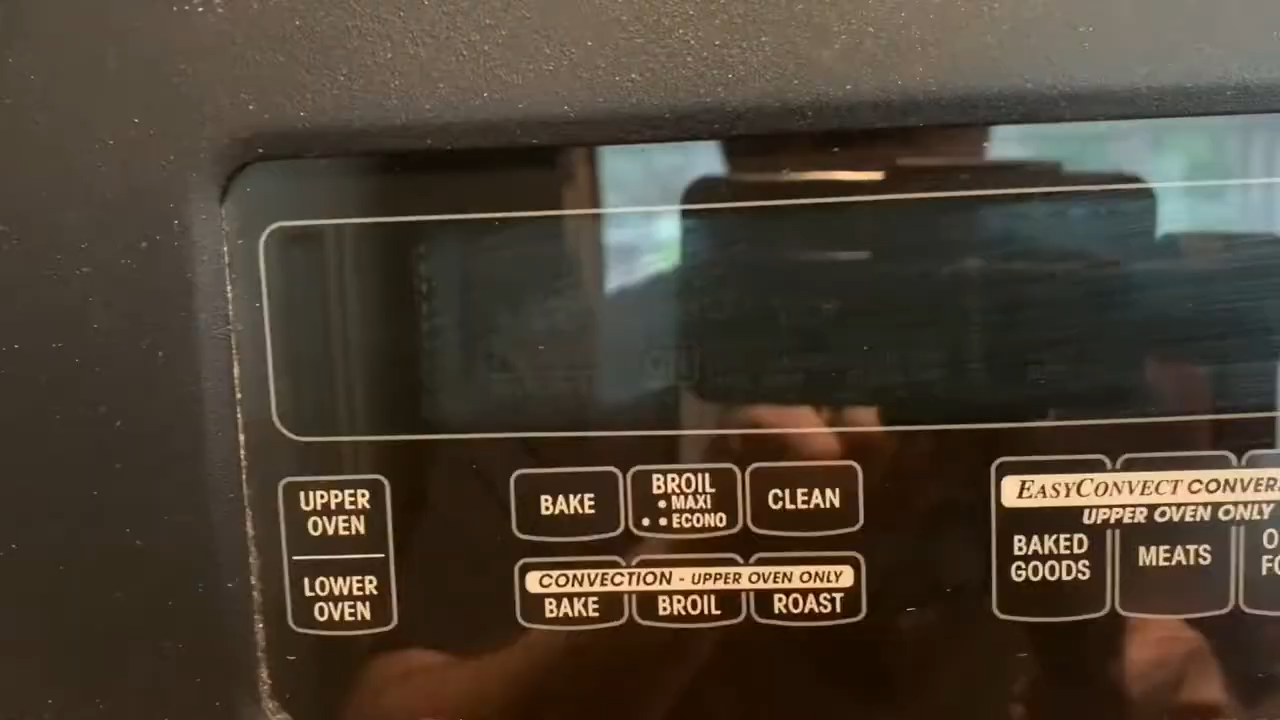 UPPER
OVEN
LOWER
OVEN
BAKE
BROIL
• MAXI
• • ECONO
CLEAN
CONVECTION - UPPER OVEN ONLY
BAKE
BROIL
ROAST
EASYCONVECT
UPPER OVEN ONLY
BAKED
GOODS
MEATS